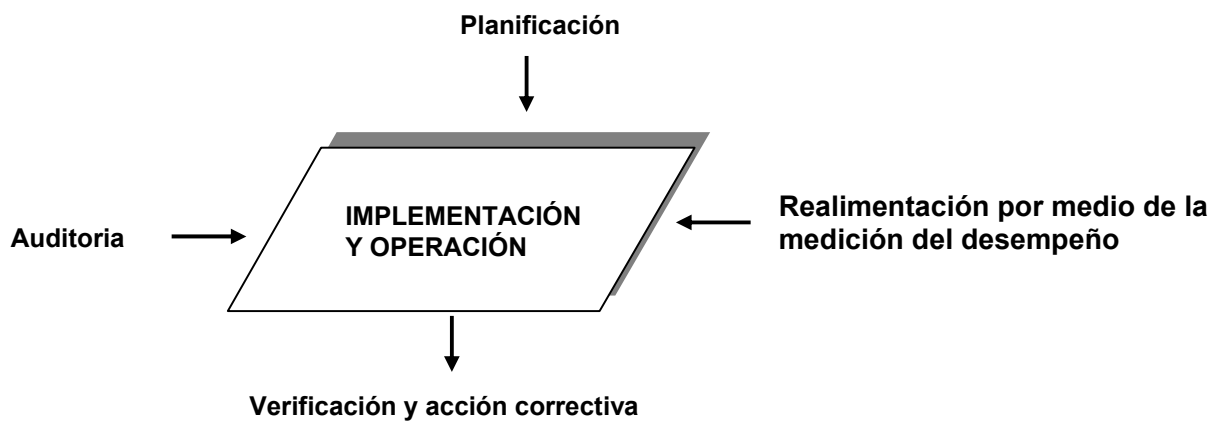 Planificación
IMPLEMENTACIÓN
Y OPERACIÓN
Auditoria
Realimentación por medio de la
medición del desempeño
Verificación y acción correctiva